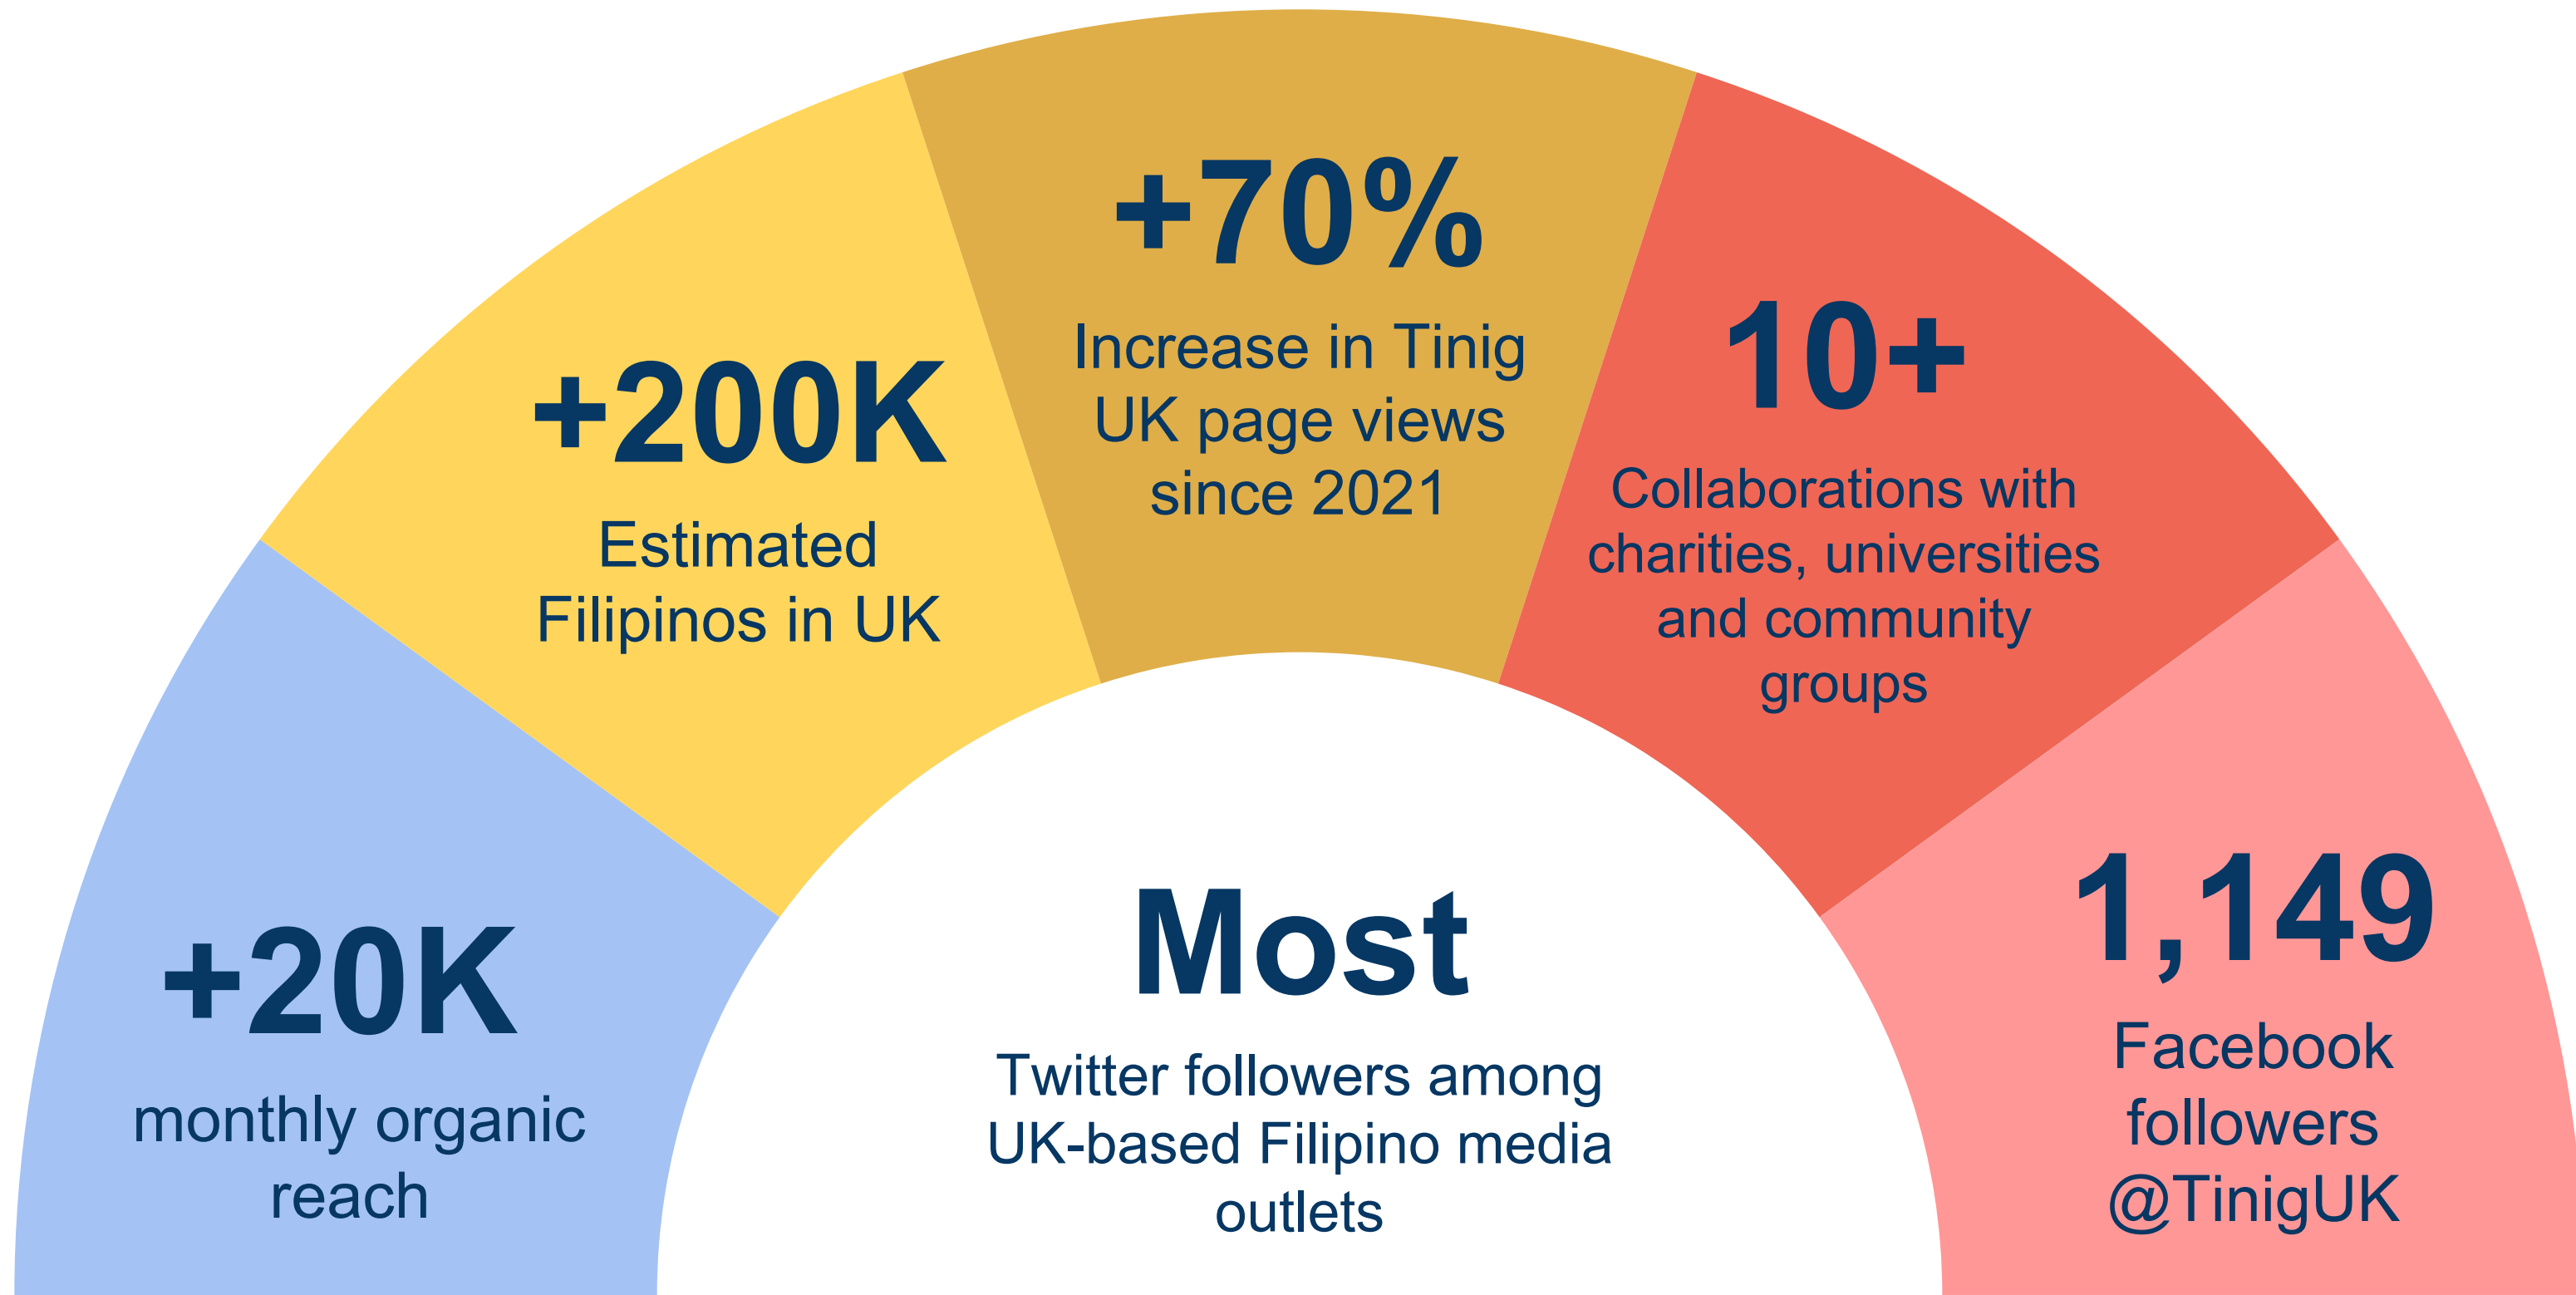 +20K
monthly organic
reach
+200K
Estimated
Filipinos in UK
+70%
Increase in Tinig
UK page views
since 2021
10+
Collaborations with
charities, universities
and community
groups
1,149
Facebook
followers
@TinigUK
Most
Twitter followers among
UK-based Filipino media
outlets